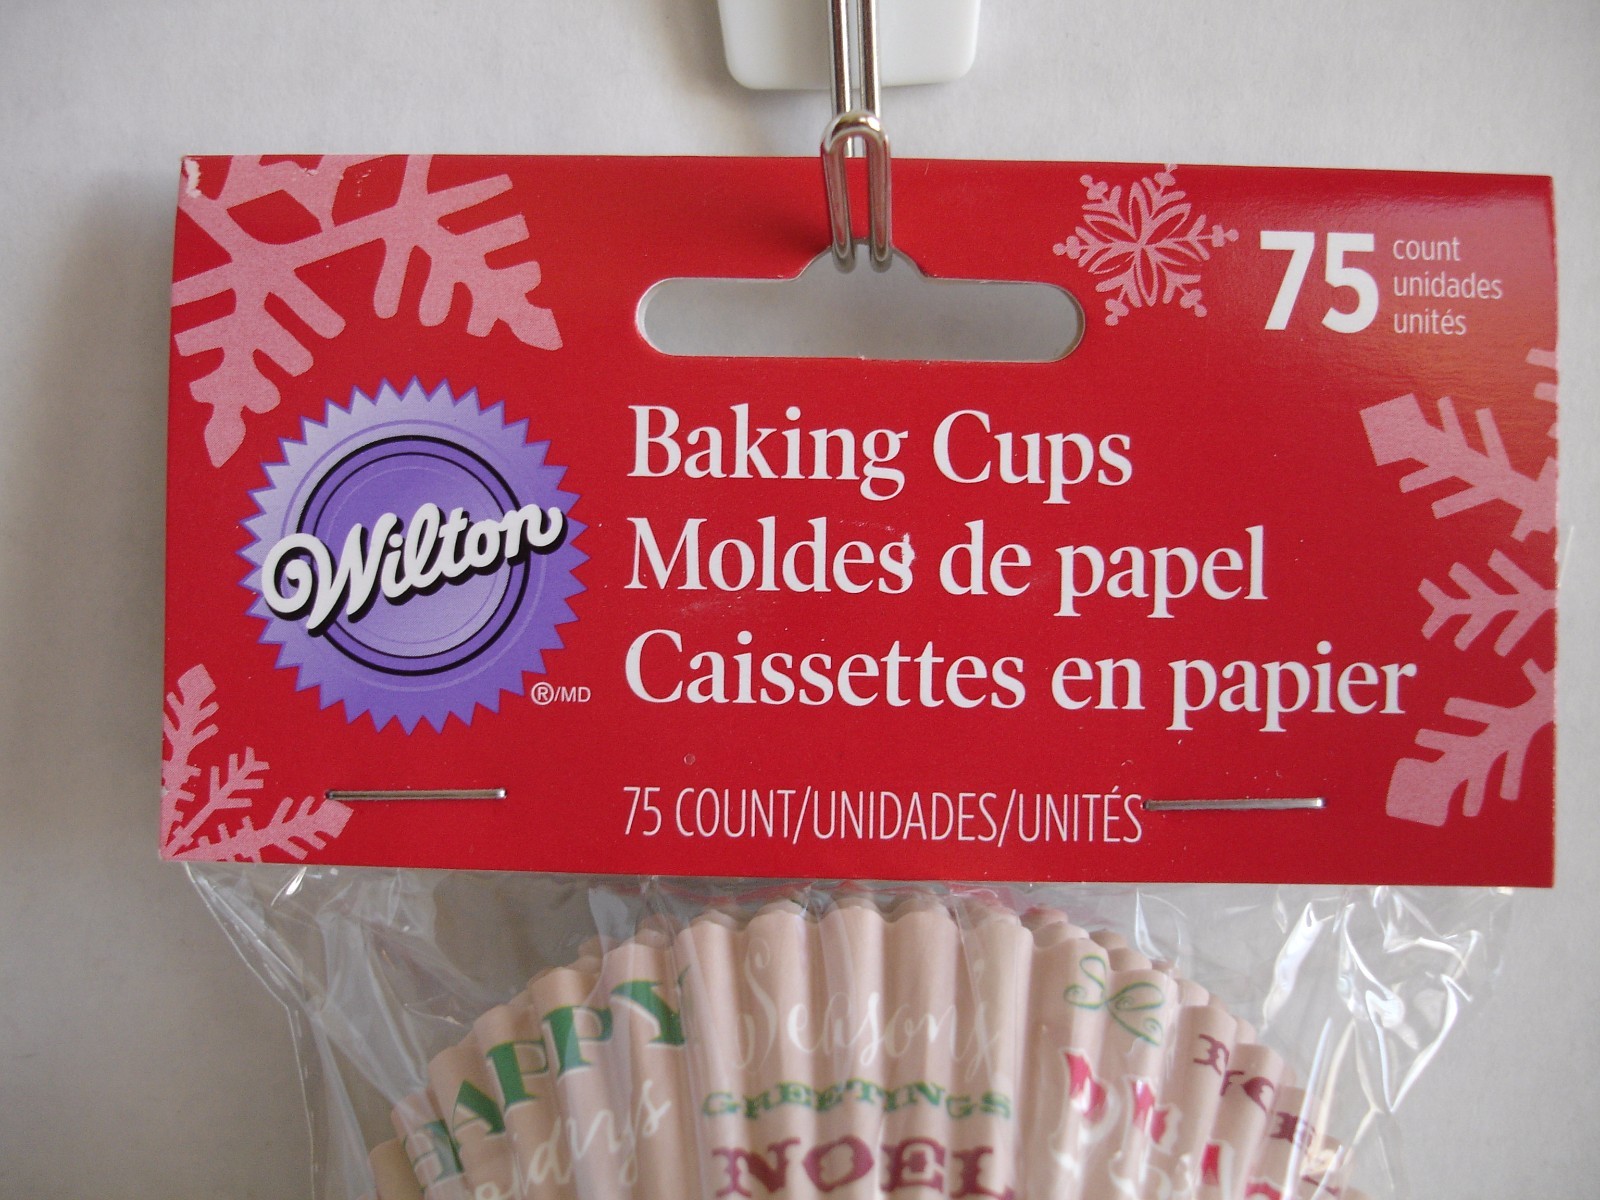 75
count
unidades
unités
Wilton
®/MD
Baking Cups
Moldes de papel
Caissettes en papier
75 COUNT/UNIDADES/UNITÉS
Seasons
GREETINGS
NOEL